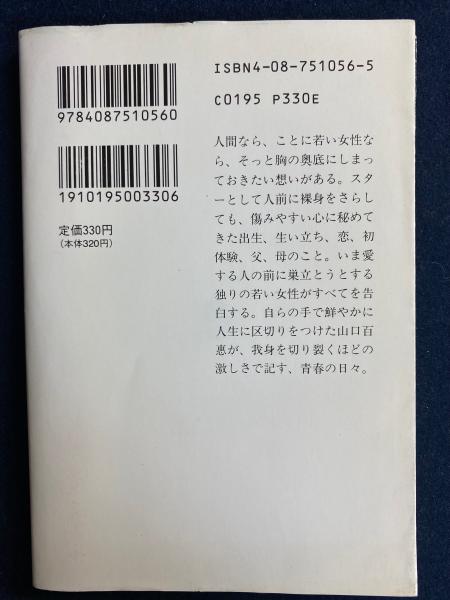 ISBN4-08-751056-5
C0195 P330E
9784087510560
1910195003306
定価330円
(本体320円)
人間なら、ことに若い女性な
ら、そっと胸の奥底にしまっ
ておきたい想いがある。スタ
ーとして人前に裸身をさらし
ても、傷みやすい心に秘めて
きた出生、生い立ち、恋、初
体験、父、母のこと。いま愛
する人の前に巣立とうとする
独りの若い女性がすべてを告
白する。自らの手で鮮やかに
人生に区切りをつけた山口百
恵が、我身を切り裂くほどの
激しさで記す、青春の日々。